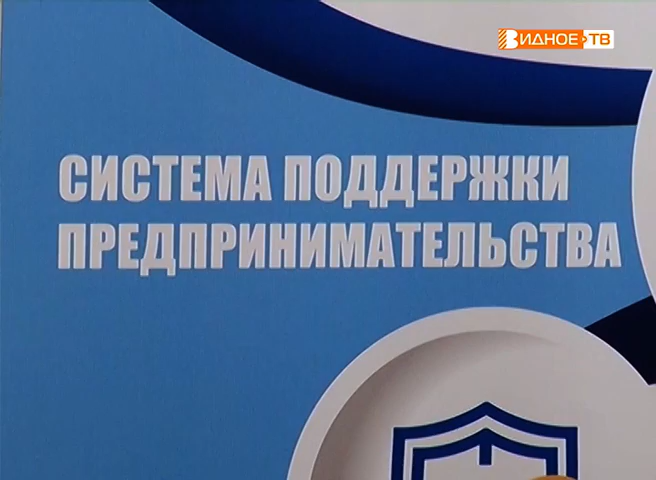 ВИДНОЕ ТВ
СИСТЕМА ПОДДЕРЖКИ
ПРЕДПРИНИМАТЕЛЬСТВА